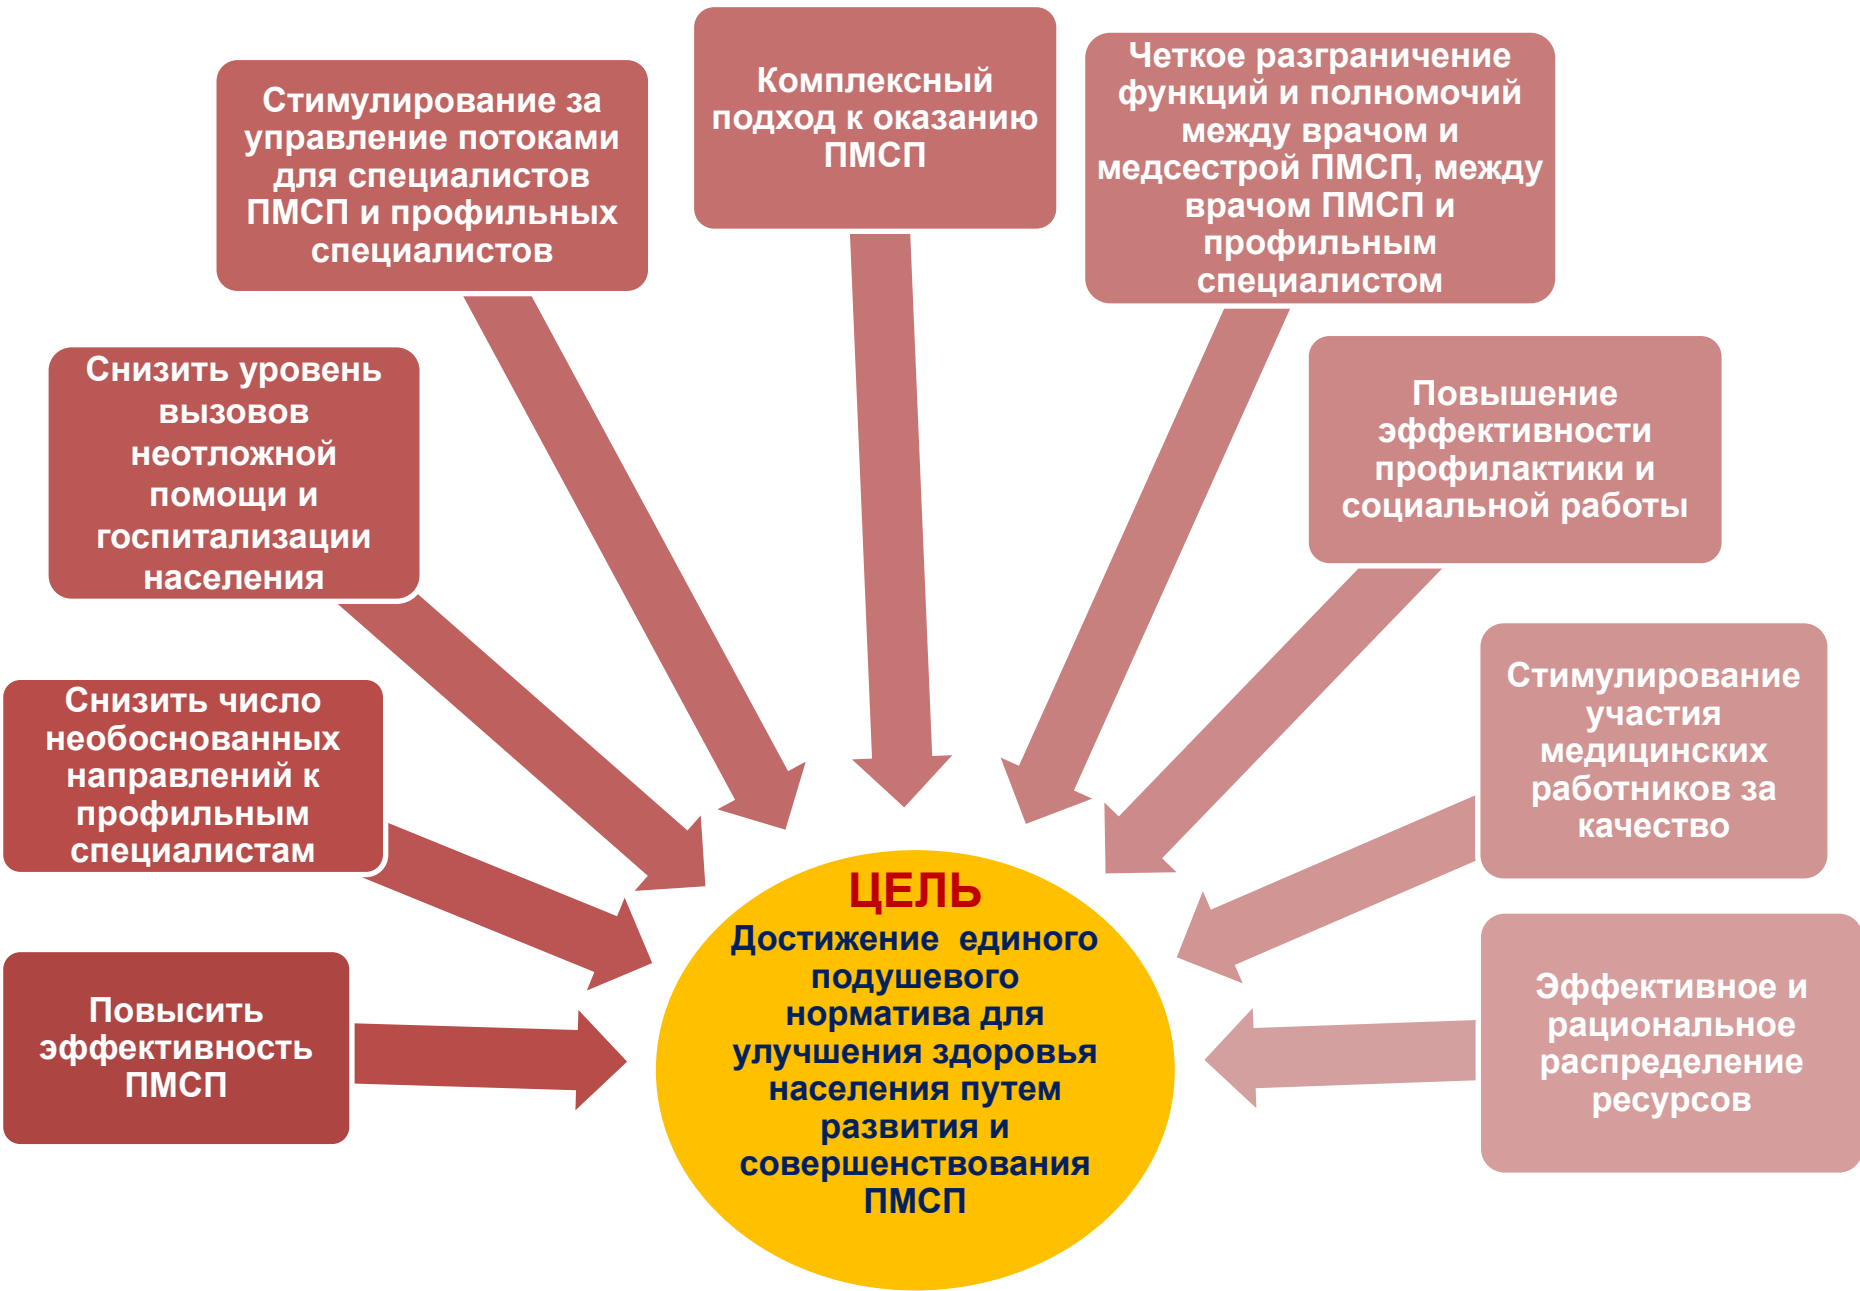 Комплексный
подход к оказанию
ПМСП
Четкое разграничение
функций и полномочий
между врачом и
медсестрой ПМСП, между
врачом ПМСП и
профильным
специалистом
Стимулирование за
управление потоками
для специалистов
ПМСП и профильных
специалистов
Снизить уровень
вызовов
неотложной
помощи и
госпитализации
населения
Повышение
эффективности
профилактики и
социальной работы
Снизить число
необоснованных
направлений к
профильным
специалистам
Стимулирование
участия
медицинских
работников за
качество
Повысить
эффективность
ПМСП
Эффективное и
рациональное
распределение
ресурсов
ЦЕЛЬ
Достижение единого
подушевого
норматива для
улучшения здоровья
населения путем
развития и
совершенствования
ПМСП